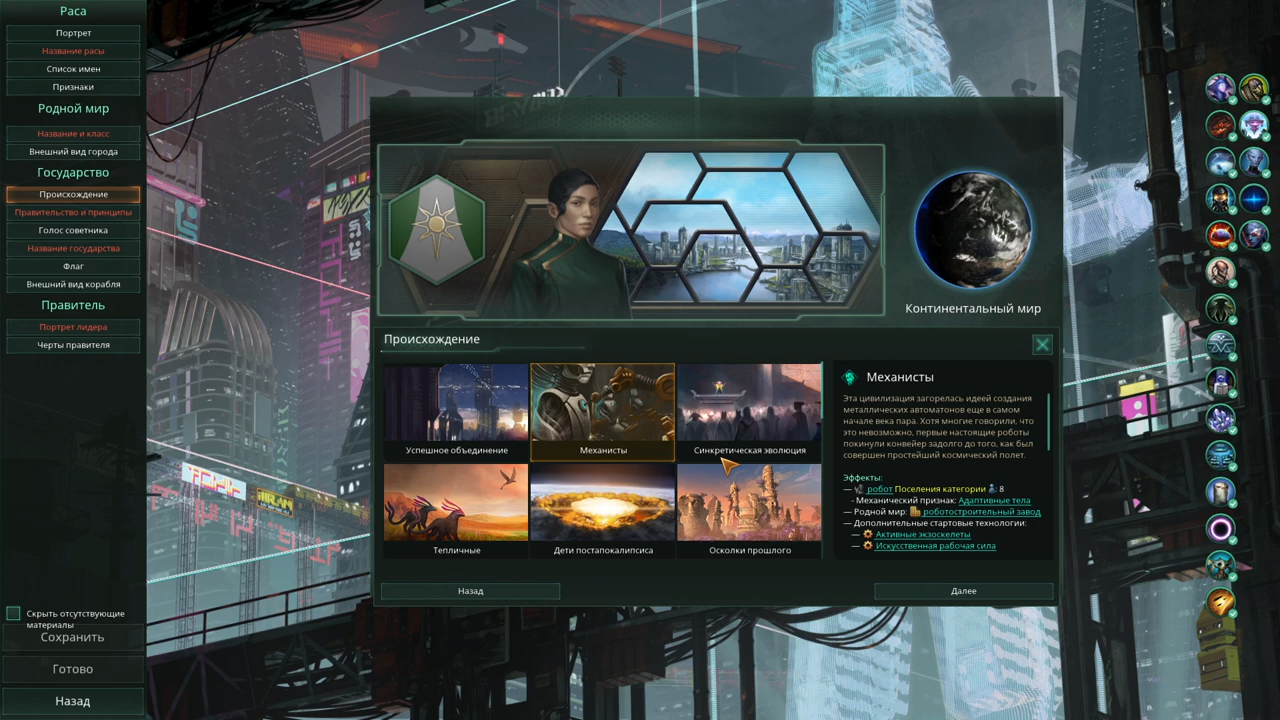 Раса
Портрет
Название расы
Список имен
Признаки
Родной мир
Название и класс
Внешний вид города
Государство
Происхождение
Правительство и принципы
Голос советника
Название государства
Флаг
Внешний вид корабля
Правитель
Портрет лидера
Черты правителя
Скрыть отсутствующие
материалы
Сохранить
Готово
Назад
Континентальный мир
Происхождение
Успешное объединение
Механисты
Синкретическая эволюция
Тепличные
Дети постапокалипсиса
Осколки прошлого
Назад
Механисты
Эта цивилизация загорелась идеей создания
металлических автоматонов еще в самом
начале века пара. Хотя многие говорили, что
это невозможно, первые настоящие роботы
покинули конвейер задолго до того, как был
совершен простейший космический полет.
Эффекты:
— робот Поселения категории : 8
- Механический признак: Адаптивные тела
— Родной мир: роботостроительный завод
— Дополнительные стартовые технологии:
— Активные экзоскелеты
— Искусственная рабочая сила
Далее